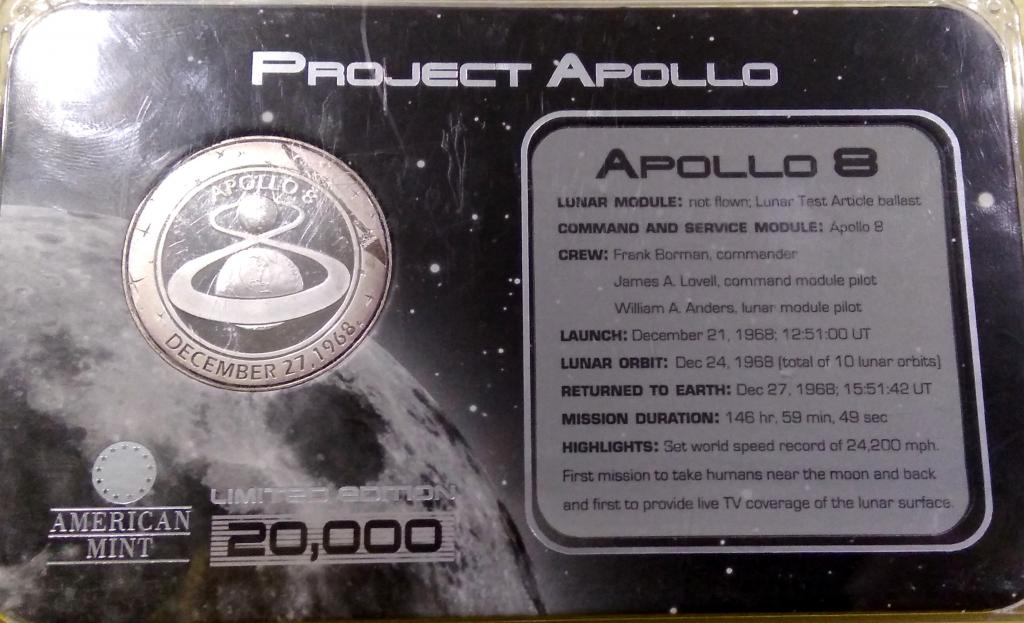 PROJECT APOLLO
APOLLO 8
DECEMBER 27, 1968.
AMERICAN
MINT
LIMITED EDITION
20,000
APOLLO 8
LUNAR MODULE: not flown; Lunar Test Article ballast
COMMAND AND SERVICE MODULE: Apollo 8
CREW: Frank Borman, commander
James A. Lovell, command module pilot
William A. Anders, lunar module pilot
LAUNCH: December 21, 1968; 12:51:00 UT
LUNAR ORBIT: Dec 24, 1968 (total of 10 lunar orbits)
RETURNED TO EARTH: Dec 27, 1968; 15:51:42 UT
MISSION DURATION: 146 hr, 59 min, 49 sec
HIGHLIGHTS: Set world speed record of 24,200 mph.
First mission to take humans near the moon and back
and first to provide live TV coverage of the lunar surface.